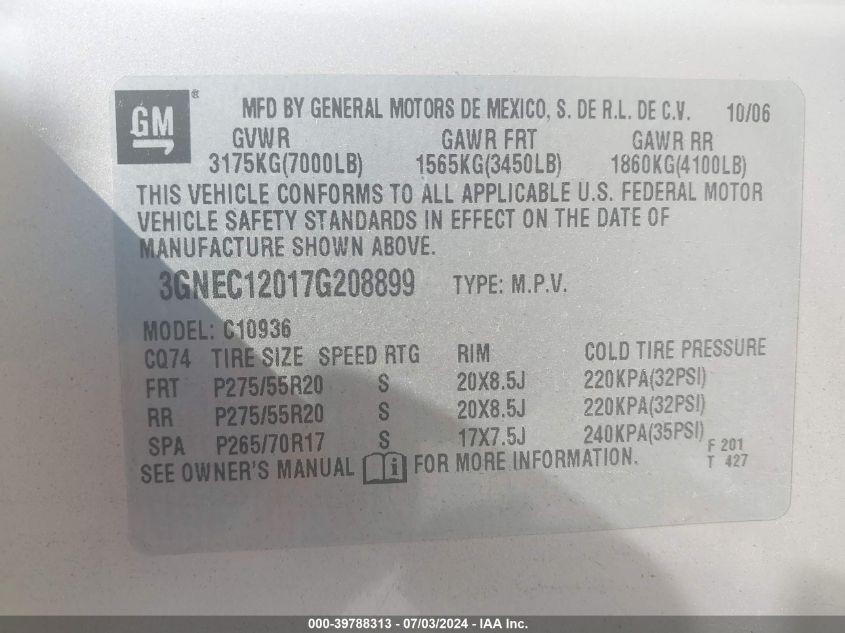 GM ® MFD BY GENERAL MOTORS DE MEXICO, S. DE R.L. DE C.V. 10/06
GVWR GAWR FRT GAWR RR
3175KG(7000LB) 1565KG(3450LB) 1860KG(4100LB)
THIS VEHICLE CONFORMS TO ALL APPLICABLE U.S. FEDERAL MOTOR
VEHICLE SAFETY STANDARDS IN EFFECT ON THE DATE OF
MANUFACTURE SHOWN ABOVE.
3GNEC12017G208899 TYPE: M.P.V.
MODEL: C10936
CQ74 TIRE SIZE SPEED RTG RIM COLD TIRE PRESSURE
FRT P275/55R20 S 20X8.5J 220KPA(32PSI)
RR P275/55R20 S 20X8.5J 220KPA(32PSI)
SPA P265/70R17 S 17X7.5J 240KPA(35PSI)
F 201
SEE OWNER'S MANUAL i FOR MORE INFORMATION. T 427
000-39788313 - 07/03/2024 - IAA Inc.